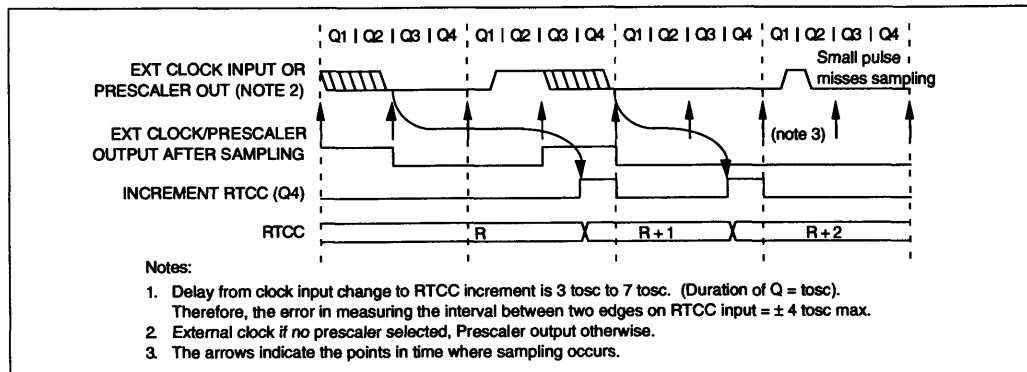 Q1 | Q2 | Q3 | Q4 Q1 | Q2 | Q3 | Q4 Q1 | Q2 | Q3 | Q4 Q1 | Q2 | Q3 | Q4
Small pulse
misses sampling
EXT CLOCK INPUT OR
PRESCALER OUT (NOTE 2)
(note 3)
EXT CLOCK/PRESCALER
OUTPUT AFTER SAMPLING
INCREMENT RTCC (Q4)
RTCC R R + 1 R + 2
Notes:
1. Delay from clock input change to RTCC increment is 3 tosc to 7 tosc. (Duration of Q = tosc).
Therefore, the error in measuring the interval between two edges on RTCC input = ± 4 tosc max.
2. External clock if no prescaler selected, Prescaler output otherwise.
3. The arrows indicate the points in time where sampling occurs.